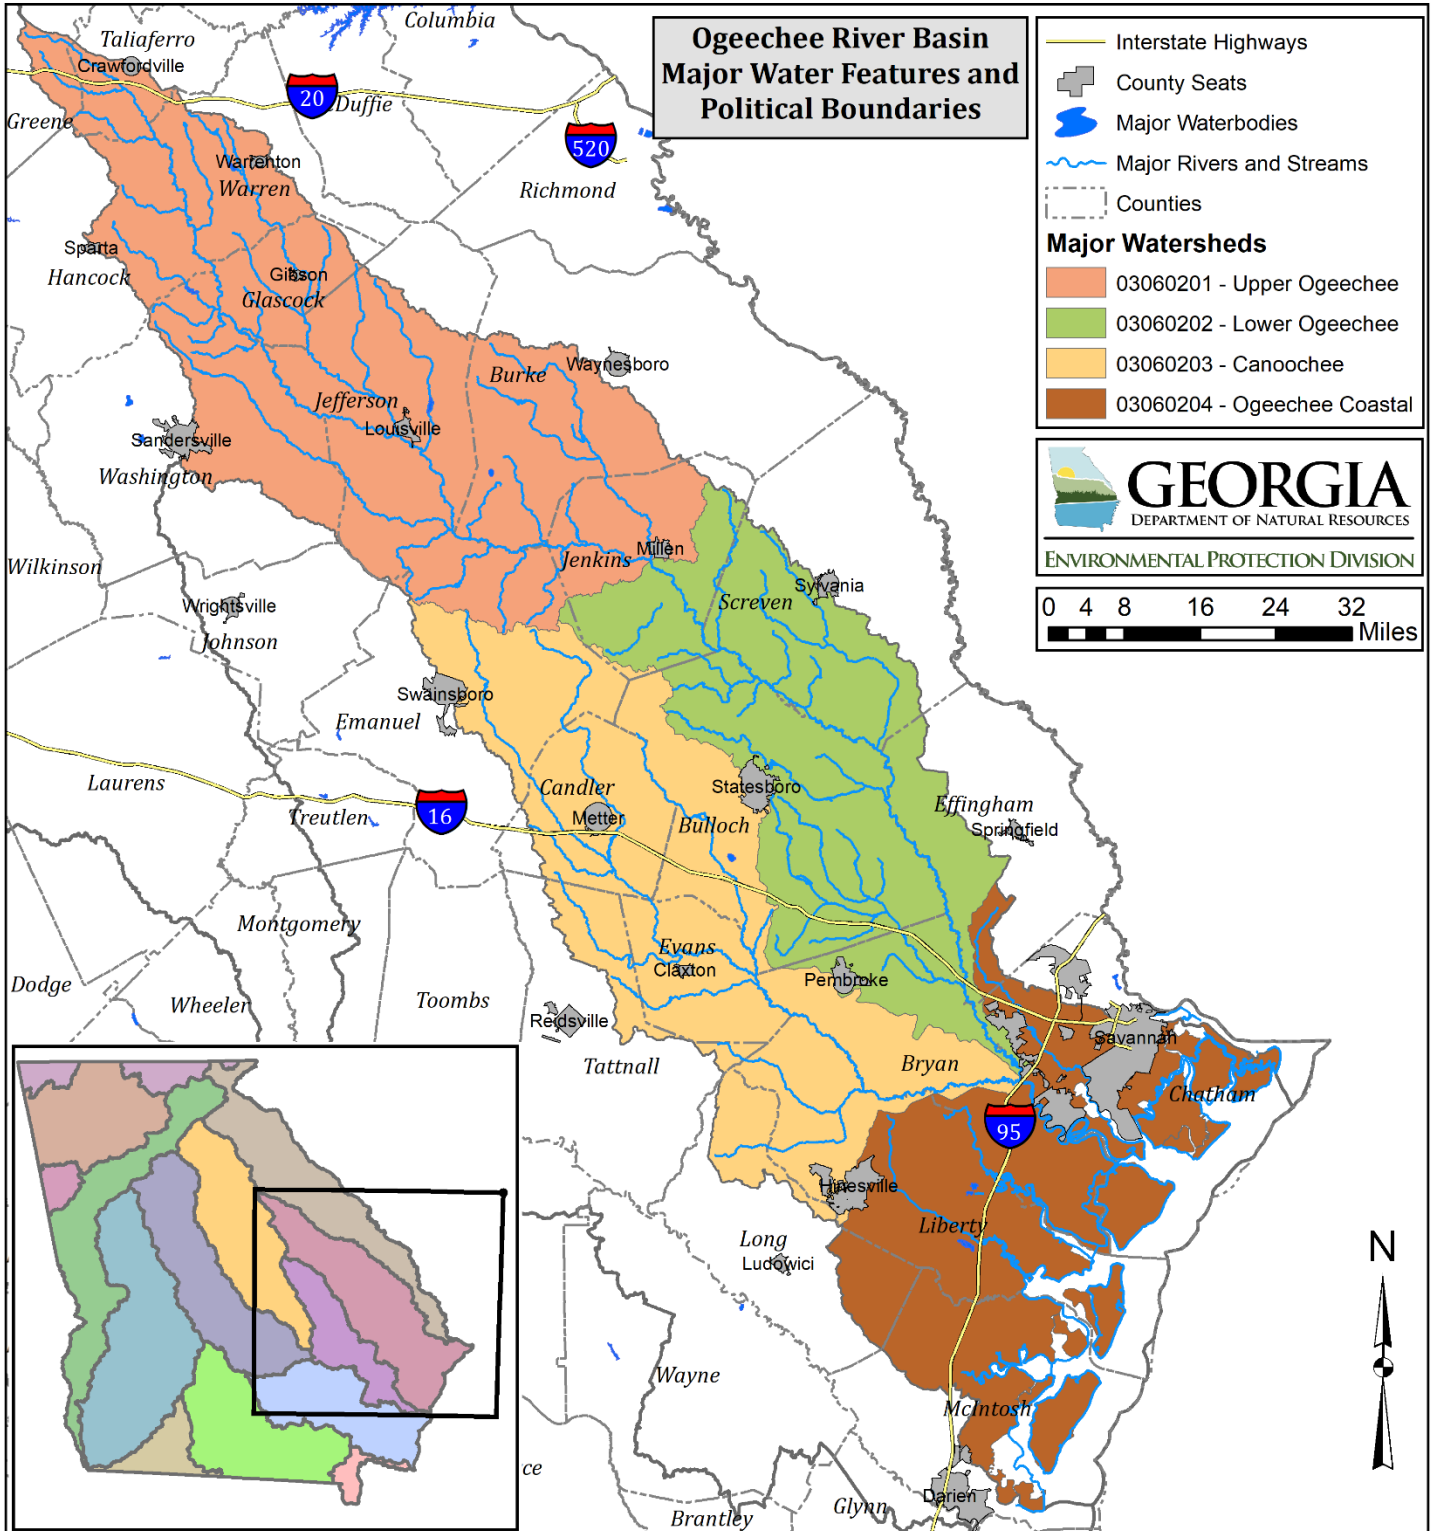 Ogeechee River Basin
Major Water Features and
Political Boundaries
Interstate Highways
County Seats
Major Waterbodies
Major Rivers and Streams
Counties
Major Watersheds
03060201 - Upper Ogeechee
03060202 - Lower Ogeechee
03060203 - Canoochee
03060204 - Ogeechee Coastal
GEORGIA
DEPARTMENT OF NATURAL RESOURCES
ENVIRONMENTAL PROTECTION DIVISION
0 4 8 16 24 32
Miles
N
Columbia
Taliaferro
Crawfordville
20
Duffie
Greene
520
Warrenton
Warren
Richmond
Sparta
Hancock
Gibson
Glascock
Waynesboro
Burke
Jefferson
Louisville
Sandersville
Washington
Millen
Jenkins
Wilkinson
Sylvania
Screven
Wrightsville
Johnson
Swainsboro
Emanuel
Laurens
Candler
Statesboro
Effingham
Treutlen
16
Metter
Bulloch
Springfield
Montgomery
Evans
Claxton
Pembroke
Dodge
Wheeler
Toombs
Reidsville
Savannah
Tattnall
Bryan
Chatham
95
Hinesville
Liberty
Long
Ludowici
Wayne
McIntosh
ce
Darien
Glynn
Brantley